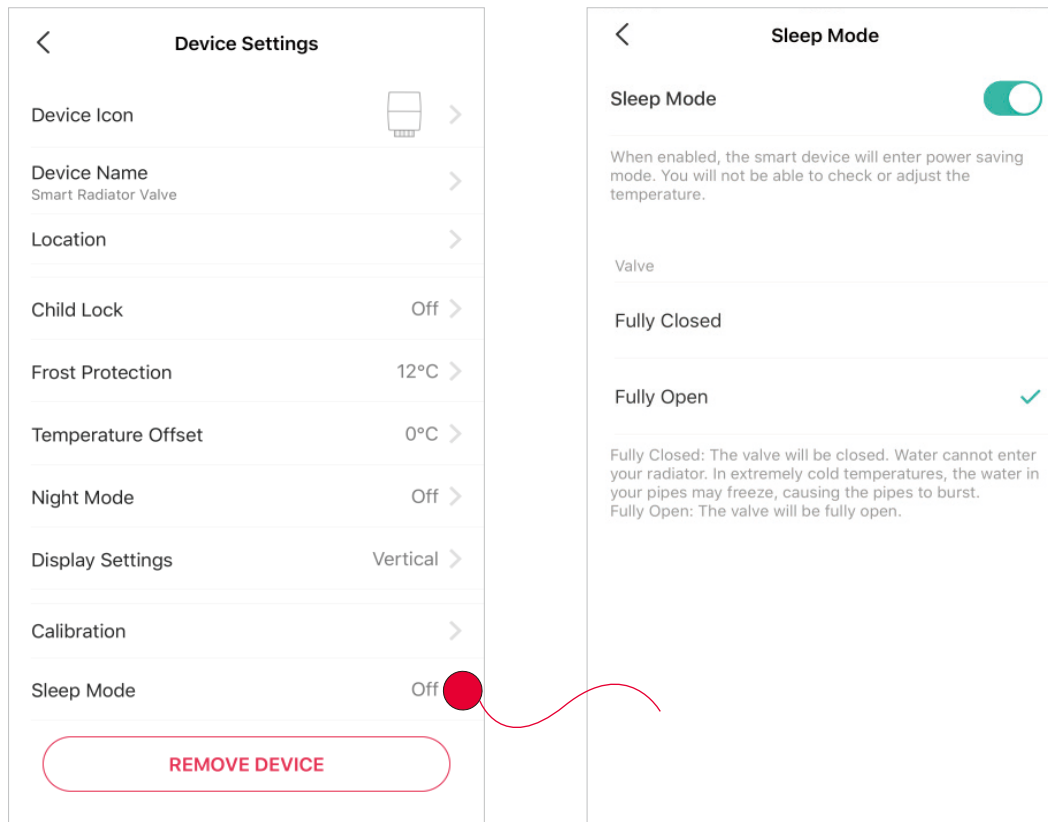 Device Settings
Device Icon
Device Name
Smart Radiator Valve
Location
Child Lock Off
Frost Protection 12°C
Temperature Offset 0°C
Night Mode Off
Display Settings Vertical
Calibration
Sleep Mode Off
REMOVE DEVICE
Sleep Mode
Sleep Mode
When enabled, the smart device will enter power saving
mode. You will not be able to check or adjust the
temperature.
Valve
Fully Closed
Fully Open
Fully Closed: The valve will be closed. Water cannot enter
your radiator. In extremely cold temperatures, the water in
your pipes may freeze, causing the pipes to burst.
Fully Open: The valve will be fully open.